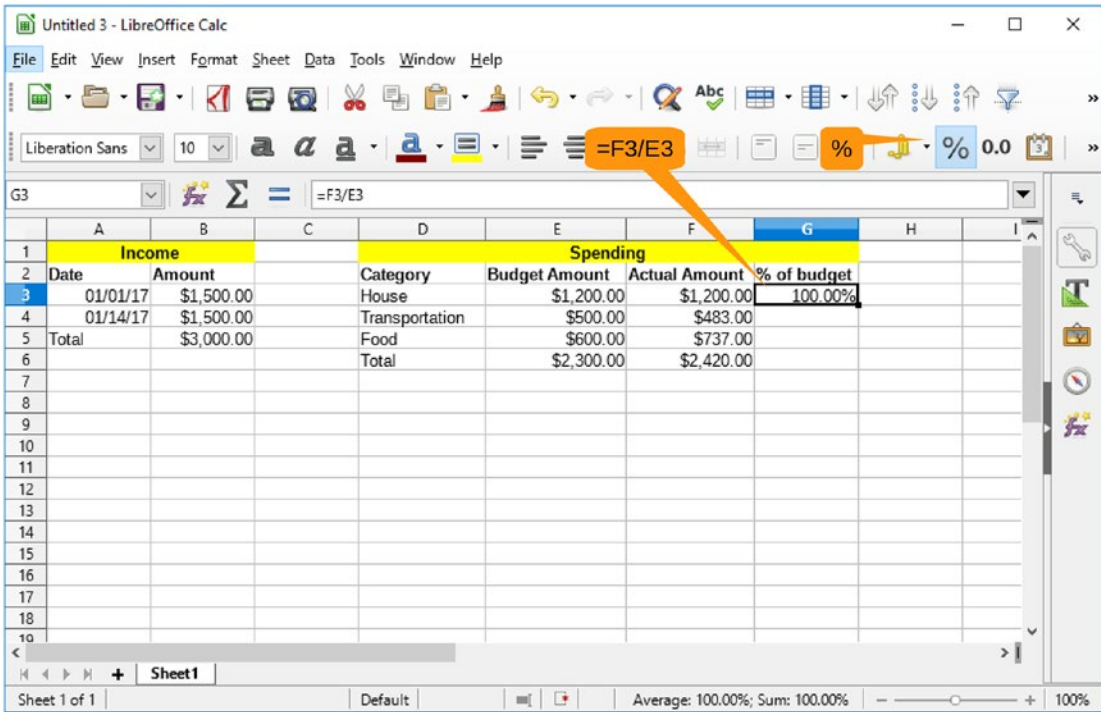 Untitled 3 - LibreOffice Calc
File Edit View Insert Format Sheet Data Tools Window Help
Abc
Liberation Sans 10 a a a a =F3/E3 % % 0.0
G3 fx Σ = =F3/E3
A B C D E F G H I
1 Income Spending
2 Date Amount Category Budget Amount Actual Amount % of budget
3 01/01/17 $1,500.00 House $1,200.00 $1,200.00 100.00%
4 01/14/17 $1,500.00 Transportation $500.00 $483.00
5 Total $3,000.00 Food $600.00 $737.00
6 Total $2,300.00 $2,420.00
7
8
9
10
11
12
13
14
15
16
17
18
19
Sheet1
Sheet 1 of 1 Default Average: 100.00%; Sum: 100.00% 100%